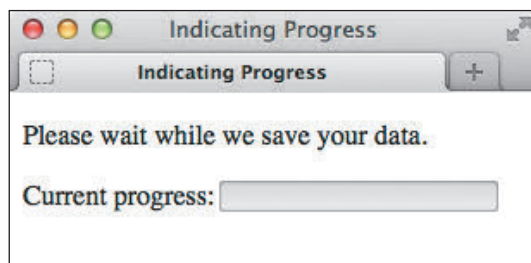 Indicating Progress
Indicating Progress
Please wait while we save your data.
Current progress: